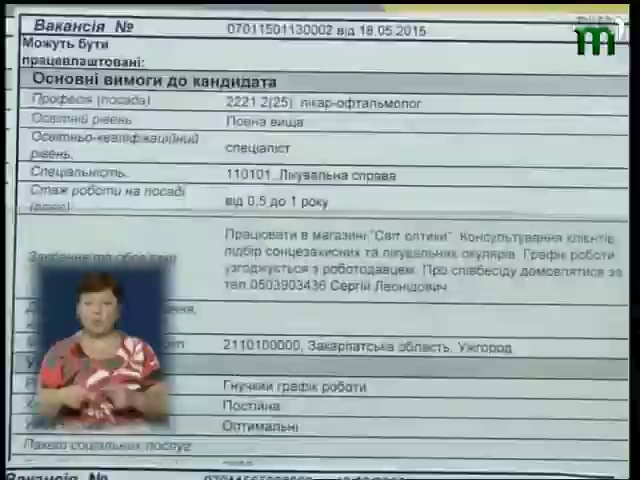 Вакансія № 07011501130002 від 18.05.2015
Можуть бути
працевлаштовані:
Основні вимоги до кандидата
Професія (посада) 2221.2(25) лікар-офтальмолог
Освітній рівень Повна вища
Освітньо-кваліфікаційний
рівень, спеціаліст
Спеціальність, 110101, Лікувальна справа
Стаж роботи на посаді
від 0,5 до 1 року
Працювати в магазині "Світ оптики". Консультування клієнтів,
підбір сонцезахисних та лікувальних окулярів. Графік роботи
узгоджується з роботодавцем. Про співбесіду домовлятися за
тел.0503903436 Сергій Леонідович.
2110100000, Закарпатська область, Ужгород
Гнучкий графік роботи
Постійна
Оптимальні
Пакет соціальних послуг
Вакансія №
m